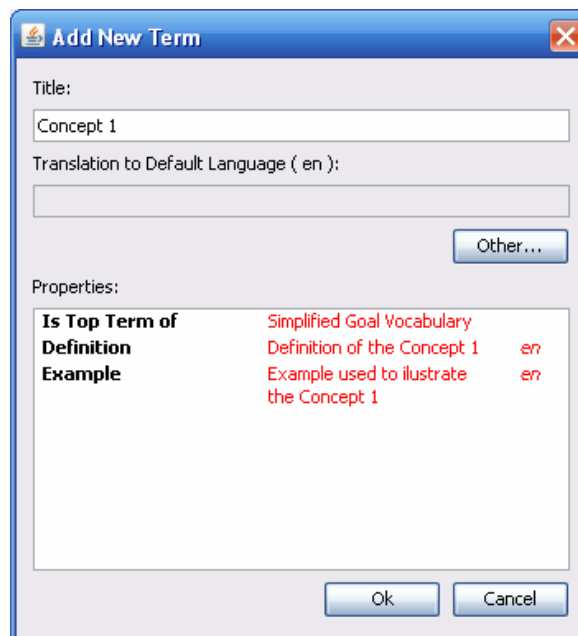 Add New Term
Title:
Concept 1
Translation to Default Language ( en ):
Other...
Properties:
Is Top Term of Simplified Goal Vocabulary
Definition Definition of the Concept 1 en
Example Example used to ilustrate en
the Concept 1
Ok Cancel